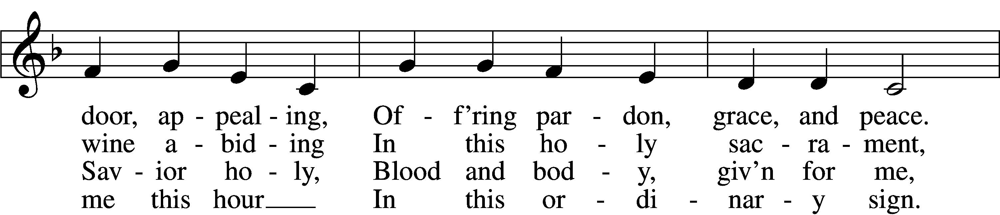 door, ap - peal - ing, Of - f'ring par - don, grace, and peace.
wine a - bid - ing In this ho - ly sac - ra - ment,
Sav - ior ho - ly, Blood and bod - y, giv'n for me,
me this hour___ In this or - di - nar - y sign.